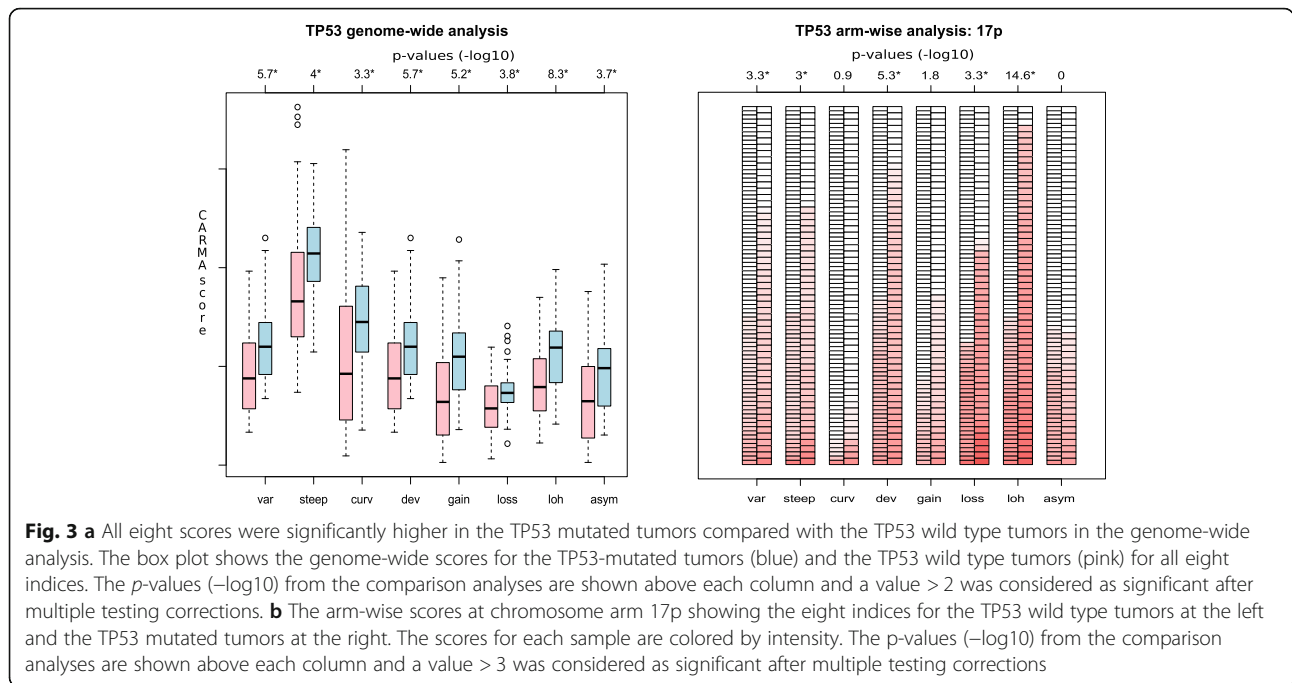 TP53 genome-wide analysis
p-values (-log10)
5.7* 4* 3.3* 5.7* 5.2* 3.8* 8.3* 3.7*
CARMA score
var steep curv dev gain loss loh asym
TP53 arm-wise analysis: 17p
p-values (-log10)
3.3* 3* 0.9 5.3* 1.8 3.3* 14.6* 0
var steep curv dev gain loss loh asym
Fig. 3 a All eight scores were significantly higher in the TP53 mutated tumors compared with the TP53 wild type tumors in the genome-wide
analysis. The box plot shows the genome-wide scores for the TP53-mutated tumors (blue) and the TP53 wild type tumors (pink) for all eight
indices. The p-values (−log10) from the comparison analyses are shown above each column and a value > 2 was considered as significant after
multiple testing corrections. b The arm-wise scores at chromosome arm 17p showing the eight indices for the TP53 wild type tumors at the left
and the TP53 mutated tumors at the right. The scores for each sample are colored by intensity. The p-values (−log10) from the comparison
analyses are shown above each column and a value > 3 was considered as significant after multiple testing corrections